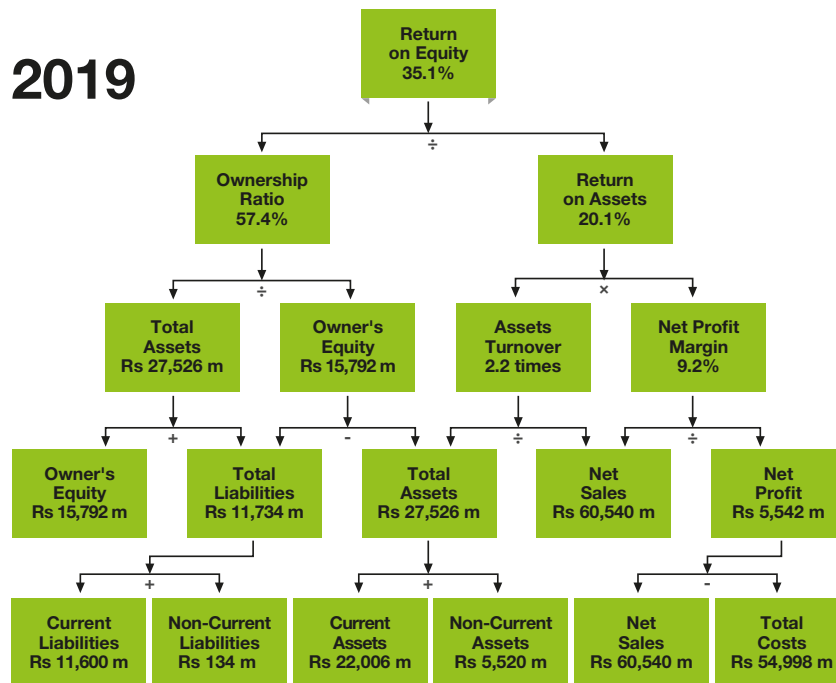 2019
Return
on Equity
35.1%
÷
Ownership
Ratio
57.4%
Return
on Assets
20.1%
÷
×
Total
Assets
Rs 27,526 m
Owner's
Equity
Rs 15,792 m
Assets
Turnover
2.2 times
Net Profit
Margin
9.2%
+
-
÷
÷
Owner's
Equity
Rs 15,792 m
Total
Liabilities
Rs 11,734 m
Total
Assets
Rs 27,526 m
Net
Sales
Rs 60,540 m
Net
Profit
Rs 5,542 m
+
+
-
Current
Liabilities
Rs 11,600 m
Non-Current
Liabilities
Rs 134 m
Current
Assets
Rs 22,006 m
Non-Current
Assets
Rs 5,520 m
Net
Sales
Rs 60,540 m
Total
Costs
Rs 54,998 m